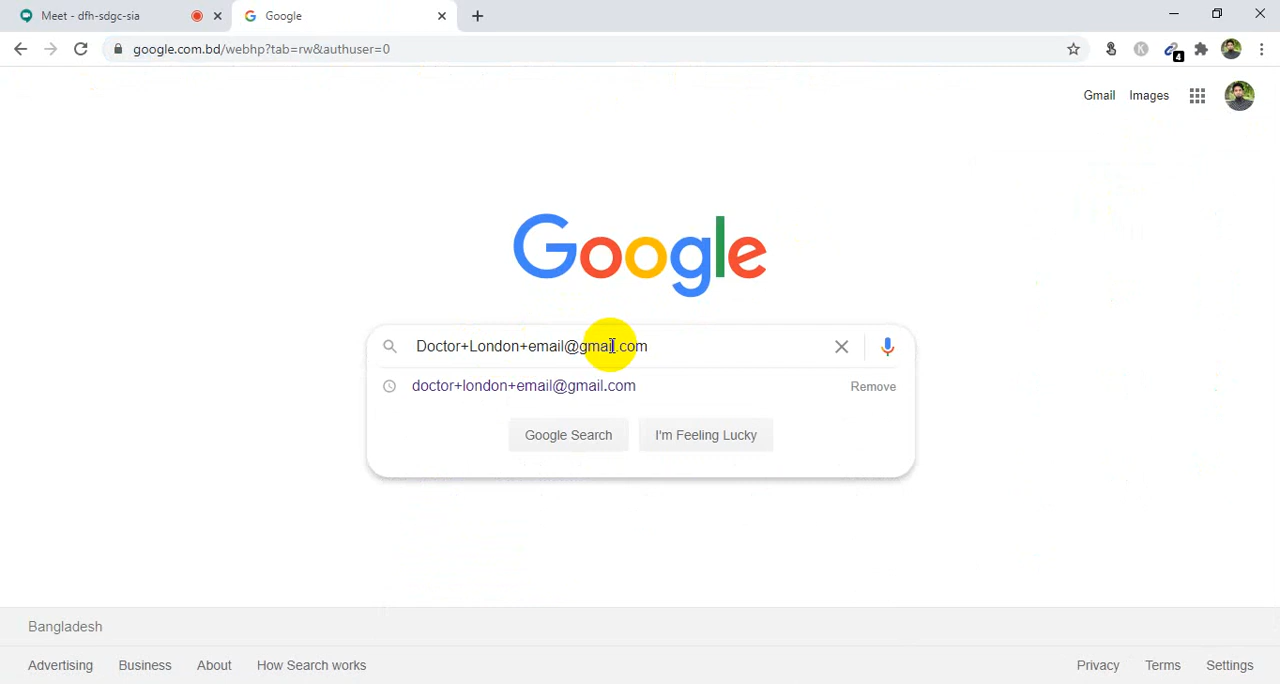 Meet - dfh-sdgc-sia
Google
google.com.bd/webhp?tab=rw&authuser=0
K
4
Gmail Images
Google
Doctor+London+email@gmail.com
doctor+london+email@gmail.com Remove
Google Search I'm Feeling Lucky
Bangladesh
Advertising Business About How Search works Privacy Terms Settings